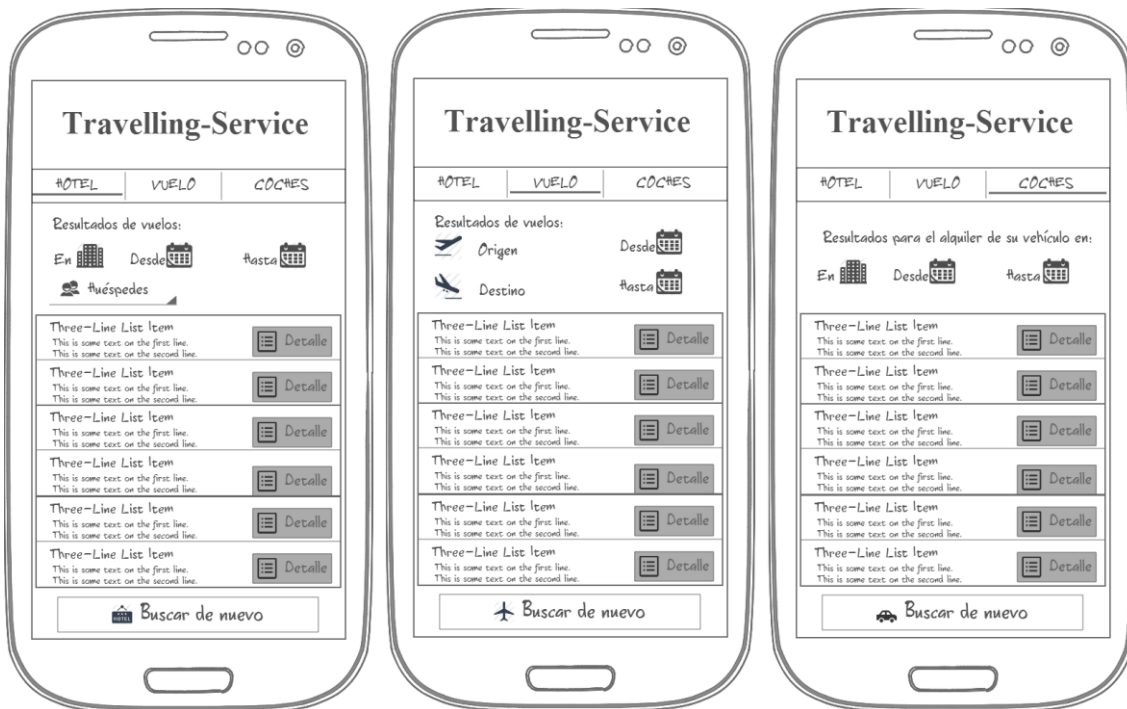 Travelling-Service
HOTEL VUELO COCHES
Resultados de vuelos:
En Desde Hasta
Huéspedes
Three-Line List Item
This is some text on the first line.
This is some text on the second line.
Detalle
Three-Line List Item
This is some text on the first line.
This is some text on the second line.
Detalle
Three-Line List Item
This is some text on the first line.
This is some text on the second line.
Detalle
Three-Line List Item
This is some text on the first line.
This is some text on the second line.
Detalle
Three-Line List Item
This is some text on the first line.
This is some text on the second line.
Detalle
Three-Line List Item
This is some text on the first line.
This is some text on the second line.
Detalle
HOTEL Buscar de nuevo
Travelling-Service
HOTEL VUELO COCHES
Resultados de vuelos:
Origen Desde
Destino Hasta
Three-Line List Item
This is some text on the first line.
This is some text on the second line.
Detalle
Three-Line List Item
This is some text on the first line.
This is some text on the second line.
Detalle
Three-Line List Item
This is some text on the first line.
This is some text on the second line.
Detalle
Three-Line List Item
This is some text on the first line.
This is some text on the second line.
Detalle
Three-Line List Item
This is some text on the first line.
This is some text on the second line.
Detalle
Three-Line List Item
This is some text on the first line.
This is some text on the second line.
Detalle
Buscar de nuevo
Travelling-Service
HOTEL VUELO COCHES
Resultados para el alquiler de su vehículo en:
En Desde Hasta
Three-Line List Item
This is some text on the first line.
This is some text on the second line.
Detalle
Three-Line List Item
This is some text on the first line.
This is some text on the second line.
Detalle
Three-Line List Item
This is some text on the first line.
This is some text on the second line.
Detalle
Three-Line List Item
This is some text on the first line.
This is some text on the second line.
Detalle
Three-Line List Item
This is some text on the first line.
This is some text on the second line.
Detalle
Three-Line List Item
This is some text on the first line.
This is some text on the second line.
Detalle
Buscar de nuevo